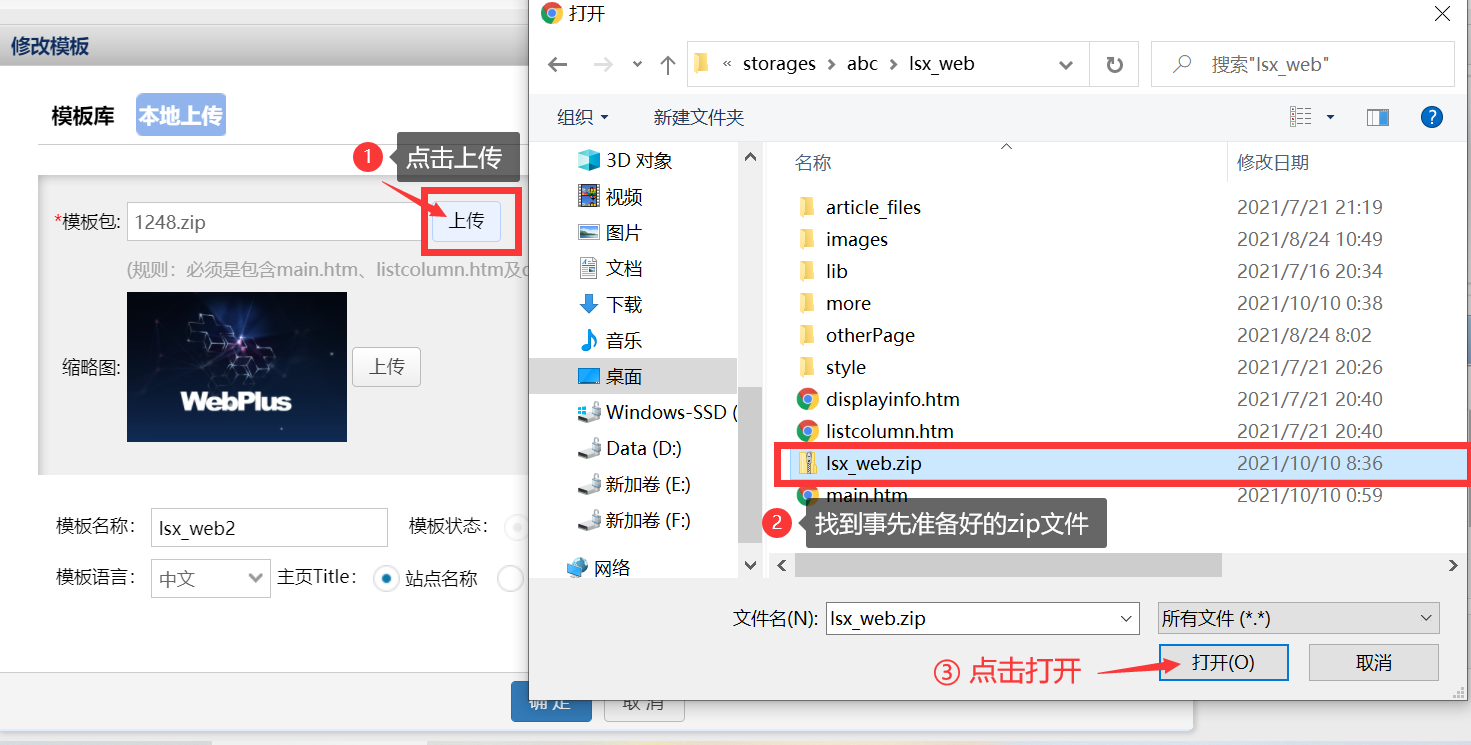 修改模板
模板库 本地上传
1 点击上传
*模板包: 1248.zip 上传
(规则：必须是包含main.htm、listcolumn.htm及
缩略图: WebPlus 上传
模板名称: lsx_web2 模板状态:
模板语言: 中文 主页Title: 站点名称
确定 取消
打开
« storages abc lsx_web 搜索"lsx_web"
组织 新建文件夹 ?
3D 对象
视频
图片
文档
下载
音乐
桌面
Windows-SSD (
Data (D:)
新加卷 (E:)
新加卷 (F:)
网络
名称 修改日期
article_files 2021/7/21 21:19
images 2021/8/24 10:49
lib 2021/7/16 20:34
more 2021/10/10 0:38
otherPage 2021/8/24 8:02
style 2021/7/21 20:26
displayinfo.htm 2021/7/21 20:40
listcolumn.htm 2021/7/21 20:40
lsx_web.zip 2021/10/10 8:36
main.htm 2021/10/10 0:59
2 找到事先准备好的zip文件
文件名(N): lsx_web.zip 所有文件 (*.*)
③ 点击打开 打开(O) 取消